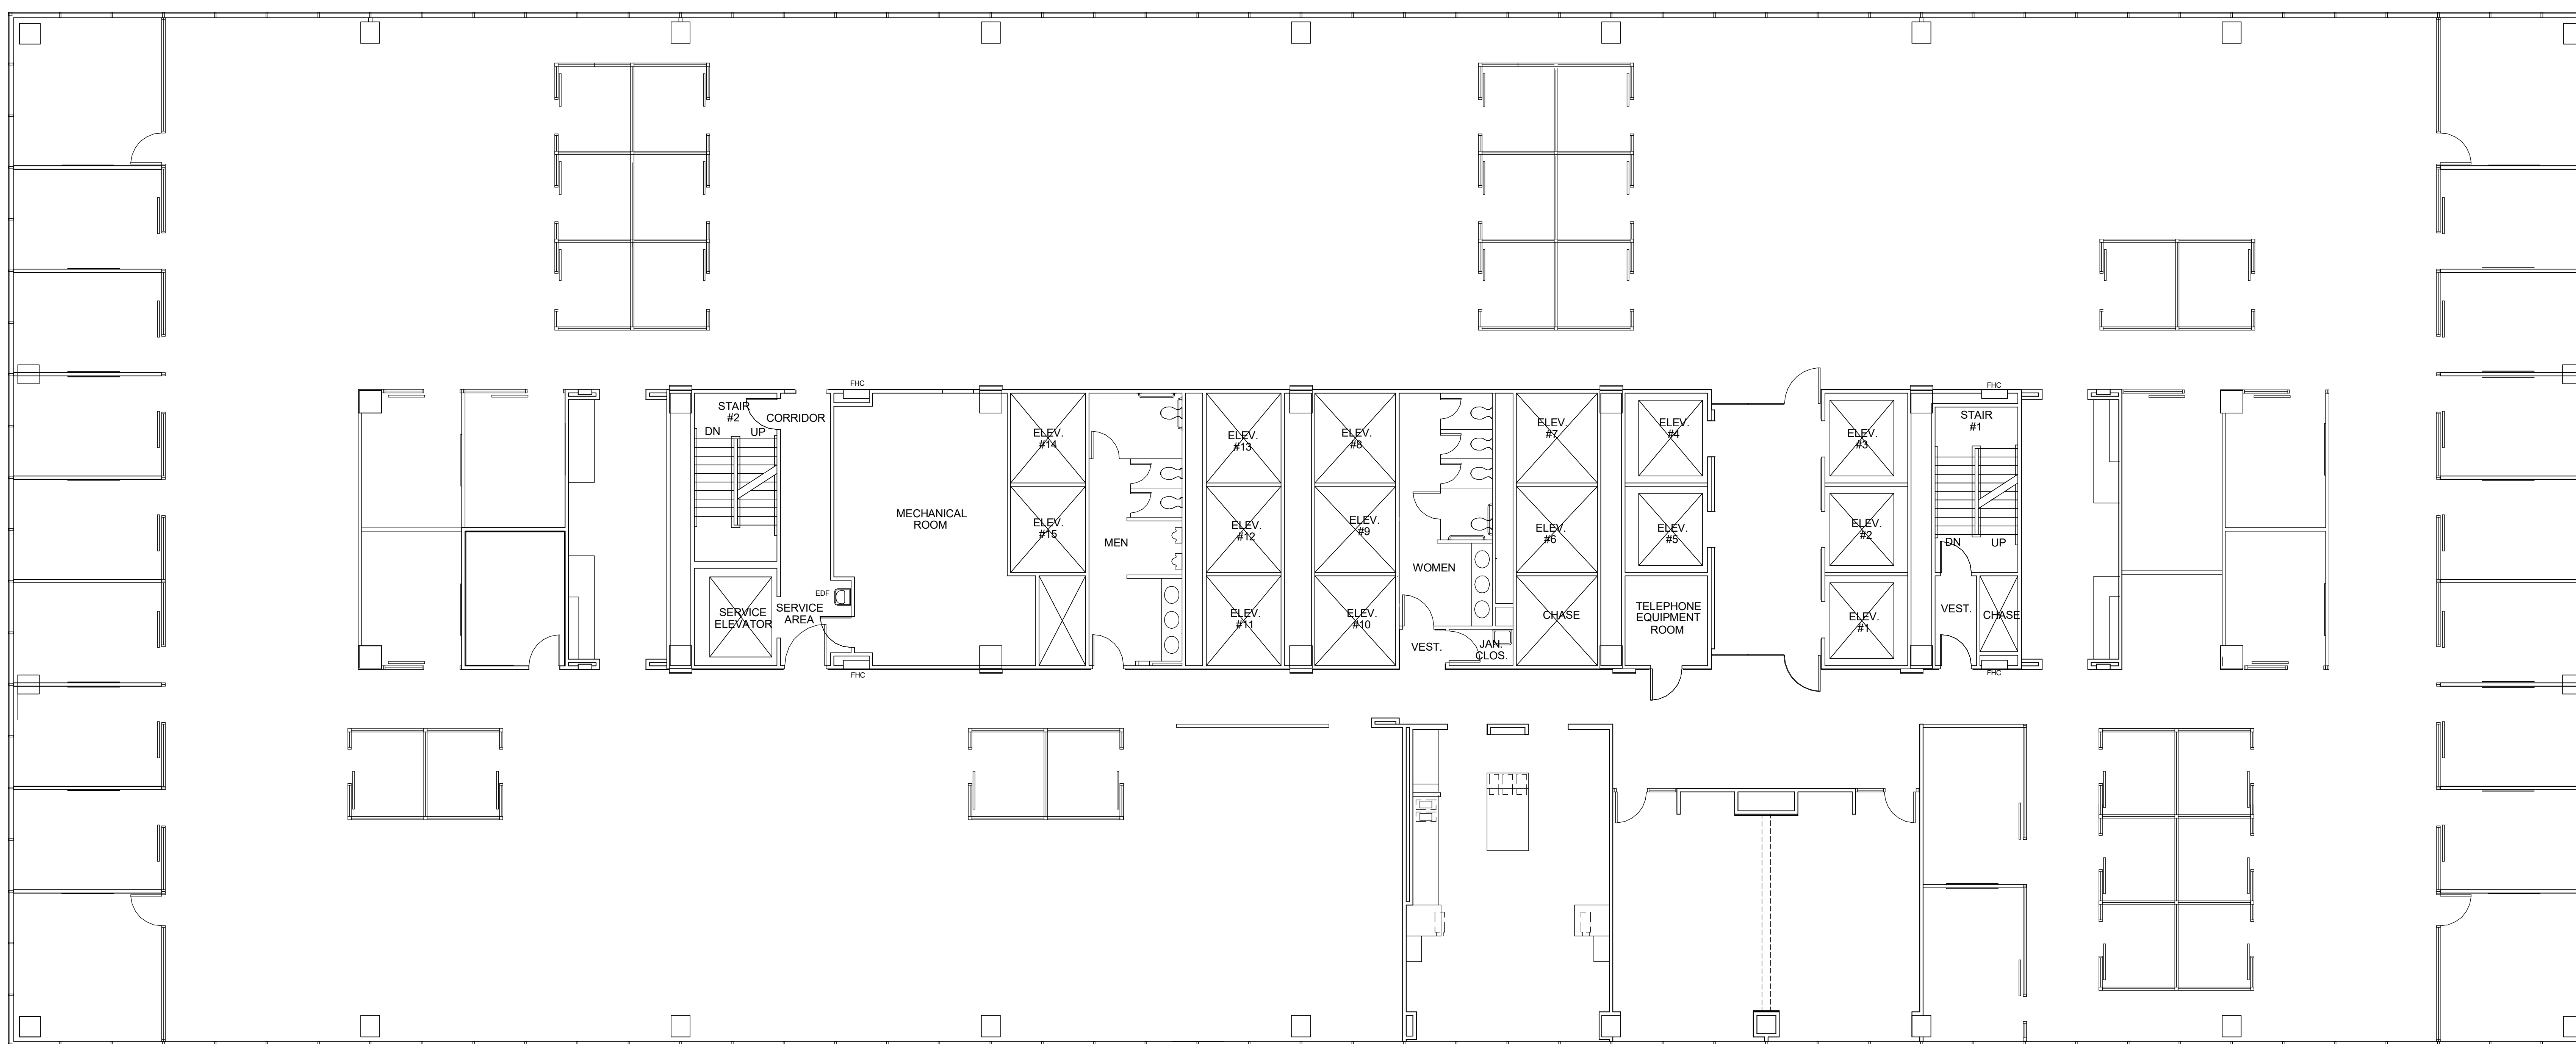 FHC
FHC
STAIR
#2
CORRIDOR
DN
UP
STAIR
#1
ELEV.
#14
ELEV.
#13
ELEV.
#8
ELEV.
#7
ELEV.
#4
ELEV.
#3
MECHANICAL
ROOM
ELEV.
#15
MEN
ELEV.
#12
ELEV.
#9
ELEV.
#6
ELEV.
#5
ELEV.
#2
DN
UP
WOMEN
EDF
SERVICE
ELEVATOR
SERVICE
AREA
ELEV.
#11
ELEV.
#10
CHASE
TELEPHONE
EQUIPMENT
ROOM
ELEV.
#1
VEST.
CHASE
VEST.
JAN.
CLOS.
FHC
FHC